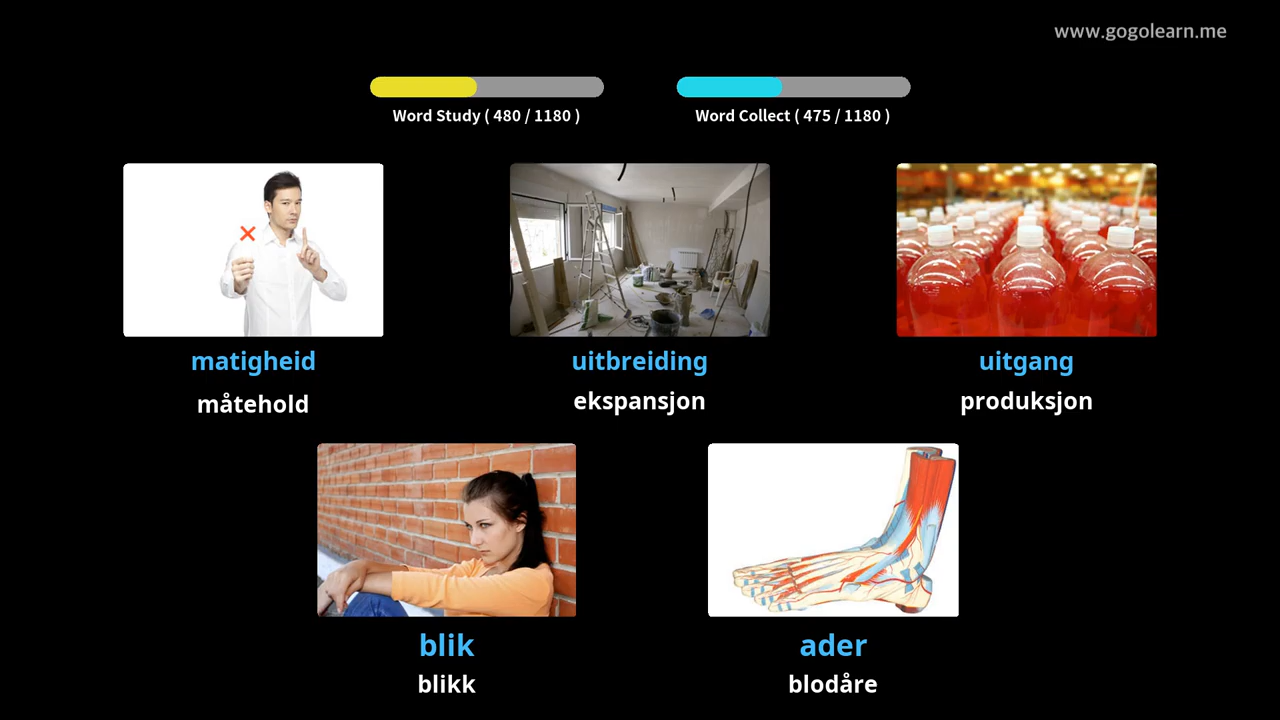 www.gogolearn.me
Word Study ( 480 / 1180 )
Word Collect ( 475 / 1180 )
matigheid
uitbreiding
uitgang
måtehold
ekspansjon
produksjon
blik
ader
blikk
blodåre